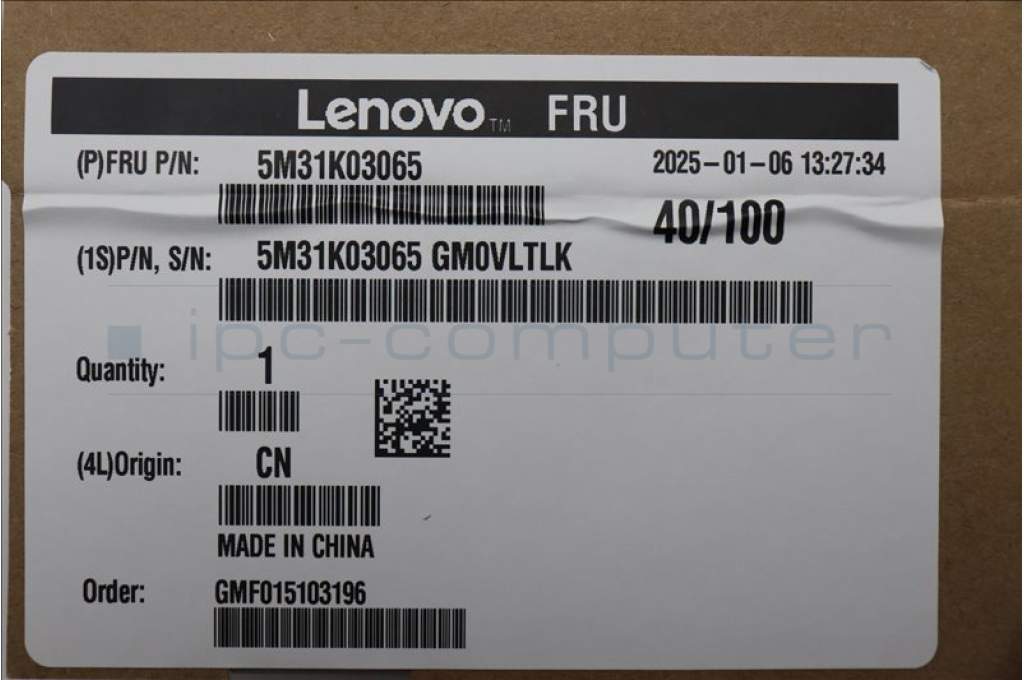 Lenovo™ FRU
(P)FRU P/N: 5M31K03065 2025-01-06 13:27:34
40/100
(1S)P/N, S/N: 5M31K03065 GM0VLTLK
ipc-computer
Quantity: 1
(4L)Origin: CN
MADE IN CHINA
Order: GMF015103196